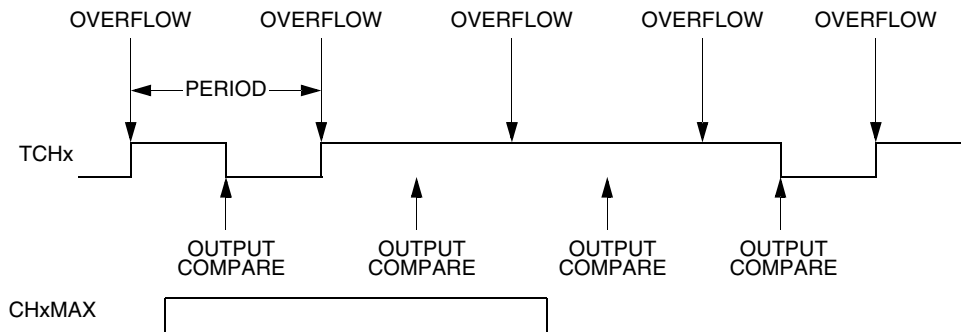 OVERFLOW OVERFLOW OVERFLOW OVERFLOW OVERFLOW
PERIOD
TCHx
OUTPUT COMPARE
OUTPUT COMPARE
OUTPUT COMPARE
OUTPUT COMPARE
CHxMAX